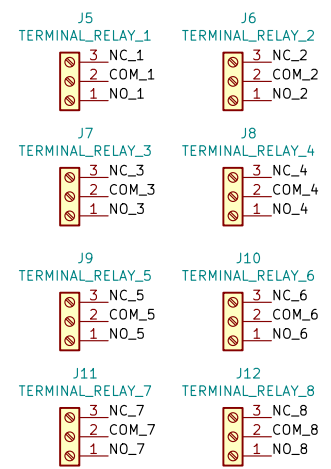 J5
TERMINAL_RELAY_1
3 NC_1
2 COM_1
1 NO_1
J6
TERMINAL_RELAY_2
3 NC_2
2 COM_2
1 NO_2
J7
TERMINAL_RELAY_3
3 NC_3
2 COM_3
1 NO_3
J8
TERMINAL_RELAY_4
3 NC_4
2 COM_4
1 NO_4
J9
TERMINAL_RELAY_5
3 NC_5
2 COM_5
1 NO_5
J10
TERMINAL_RELAY_6
3 NC_6
2 COM_6
1 NO_6
J11
TERMINAL_RELAY_7
3 NC_7
2 COM_7
1 NO_7
J12
TERMINAL_RELAY_8
3 NC_8
2 COM_8
1 NO_8